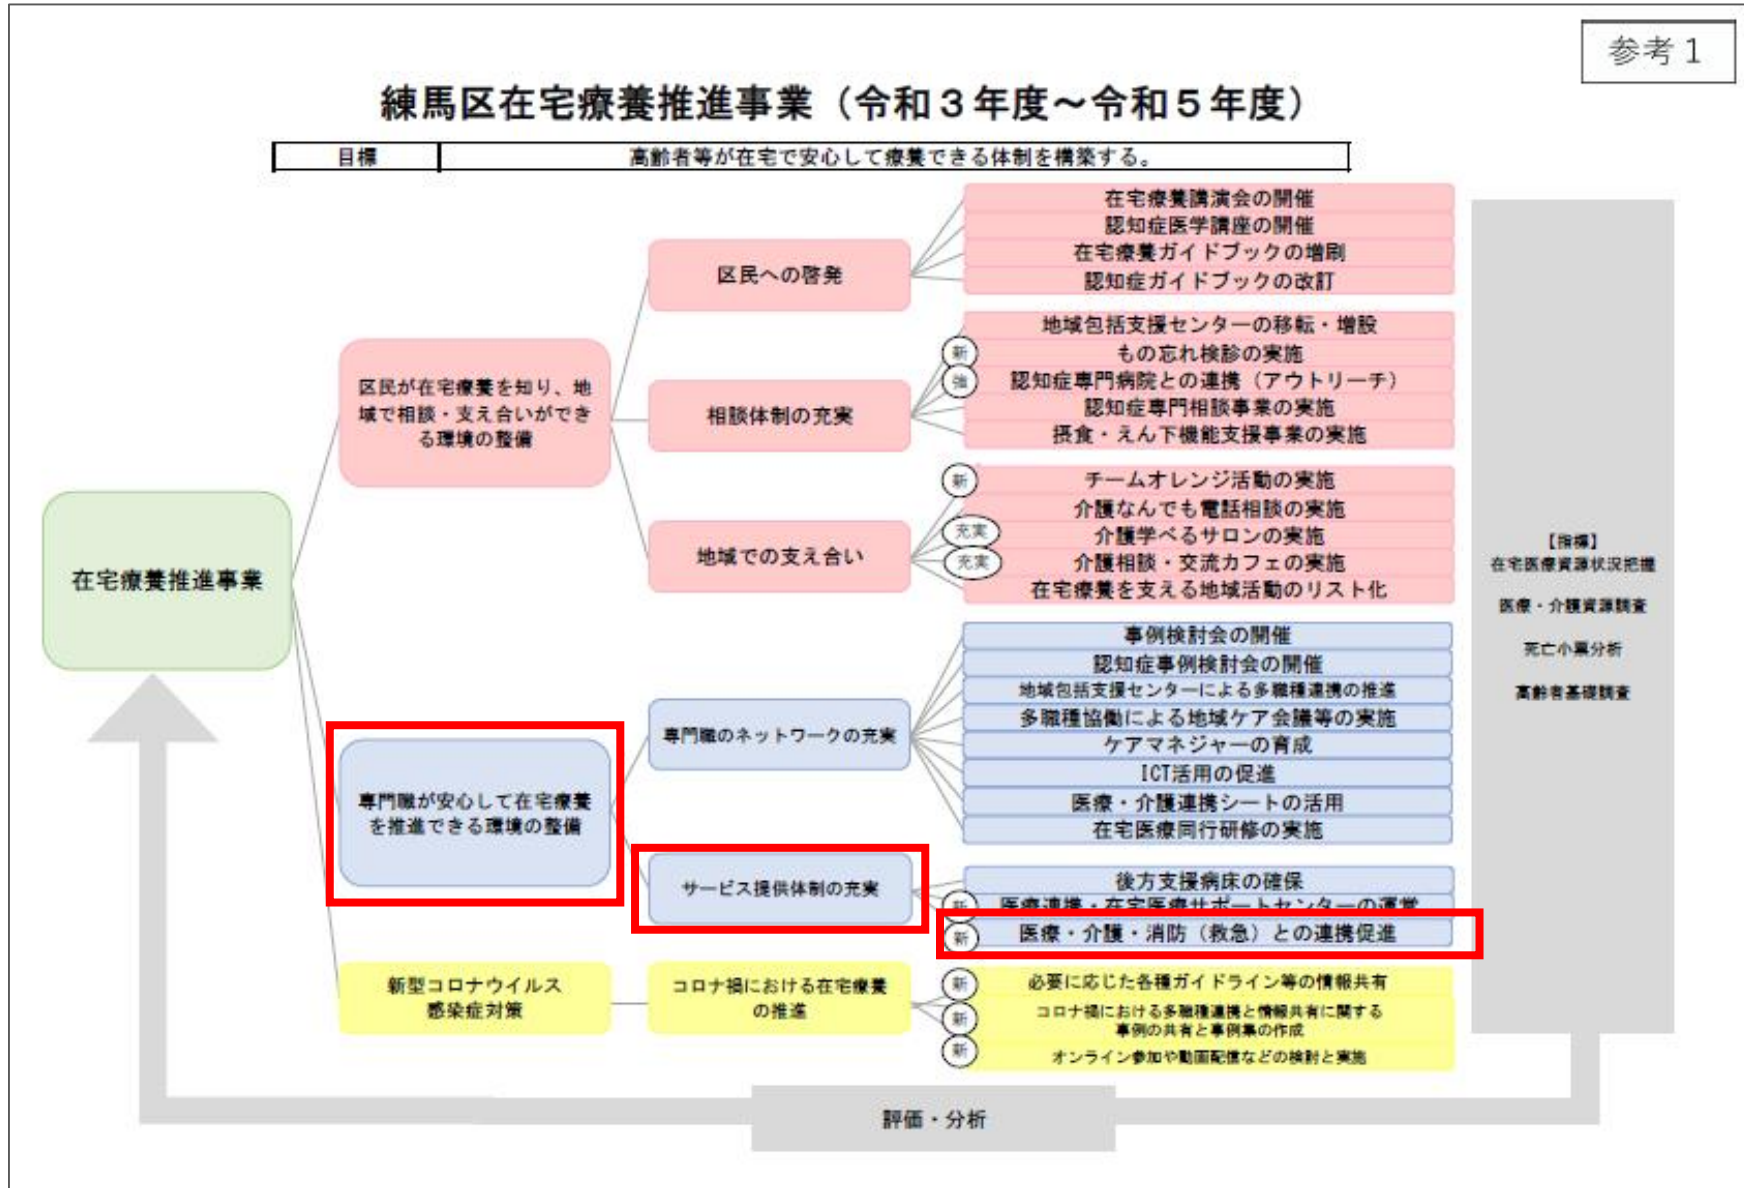 参考１
練馬区在宅療養推進事業（令和３年度～令和５年度）
目標
高齢者等が在宅で安心して療養できる体制を構築する。
在宅療養推進事業
区民が在宅療養を知り、地
域で相談・支え合いができ
る環境の整備
区民への啓発
在宅療養講演会の開催
認知症医学講座の開催
在宅療養ガイドブックの増刷
認知症ガイドブックの改訂
相談体制の充実
地域包括支援センターの移転・増設
新
もの忘れ検診の実施
強
認知症専門病院との連携（アウトリーチ）
認知症専門相談事業の実施
摂食・えん下機能支援事業の実施
地域での支え合い
新
チームオレンジ活動の実施
介護なんでも電話相談の実施
充実
介護学べるサロンの実施
充実
介護相談・交流カフェの実施
在宅療養を支える地域活動のリスト化
専門職が安心して在宅療養
を推進できる環境の整備
専門職のネットワークの充実
事例検討会の開催
認知症事例検討会の開催
地域包括支援センターによる多職種連携の推進
多職種協働による地域ケア会議等の実施
ケアマネジャーの育成
ICT活用の促進
医療・介護連携シートの活用
在宅医療同行研修の実施
サービス提供体制の充実
後方支援病床の確保
新
医療連携・在宅医療サポートセンターの運営
新
医療・介護・消防（救急）との連携促進
新型コロナウイルス
感染症対策
コロナ禍における在宅療養
の推進
新
必要に応じた各種ガイドライン等の情報共有
新
コロナ禍における多職種連携と情報共有に関する
事例の共有と事例集の作成
新
オンライン参加や動画配信などの検討と実施
【指標】
在宅医療資源状況把握
医療・介護資源調査
死亡小票分析
高齢者基礎調査
評価・分析